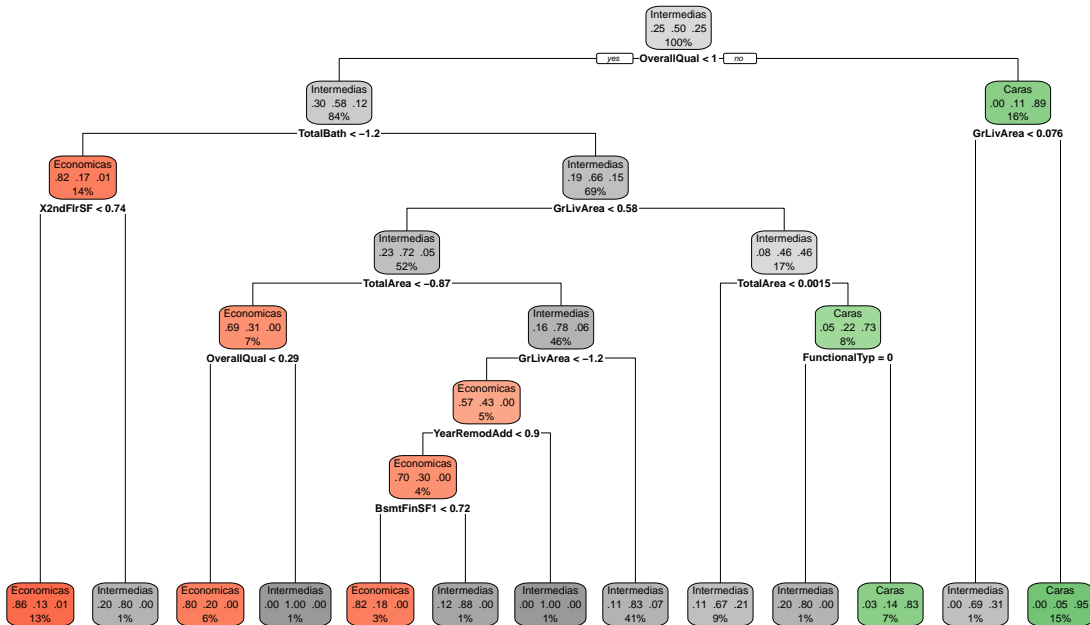 Intermedias
.25 .50 .25
100%
yes OverallQual < 1 no
Intermedias
.30 .58 .12
84%
TotalBath < −1.2
Caras
.00 .11 .89
16%
GrLivArea < 0.076
Economicas
.82 .17 .01
14%
X2ndFlrSF < 0.74
Intermedias
.19 .66 .15
69%
GrLivArea < 0.58
Intermedias
.23 .72 .05
52%
TotalArea < −0.87
Intermedias
.08 .46 .46
17%
TotalArea < 0.0015
Economicas
.69 .31 .00
7%
OverallQual < 0.29
Intermedias
.16 .78 .06
46%
GrLivArea < −1.2
Caras
.05 .22 .73
8%
FunctionalTyp = 0
Economicas
.57 .43 .00
5%
YearRemodAdd < 0.9
Economicas
.70 .30 .00
4%
BsmtFinSF1 < 0.72
Economicas
.86 .13 .01
13%
Intermedias
.20 .80 .00
1%
Economicas
.80 .20 .00
6%
Intermedias
.00 1.00 .00
1%
Economicas
.82 .18 .00
3%
Intermedias
.12 .88 .00
1%
Intermedias
.00 1.00 .00
1%
Intermedias
.11 .83 .07
41%
Intermedias
.11 .67 .21
9%
Intermedias
.20 .80 .00
1%
Caras
.03 .14 .83
7%
Intermedias
.00 .69 .31
1%
Caras
.00 .05 .95
15%